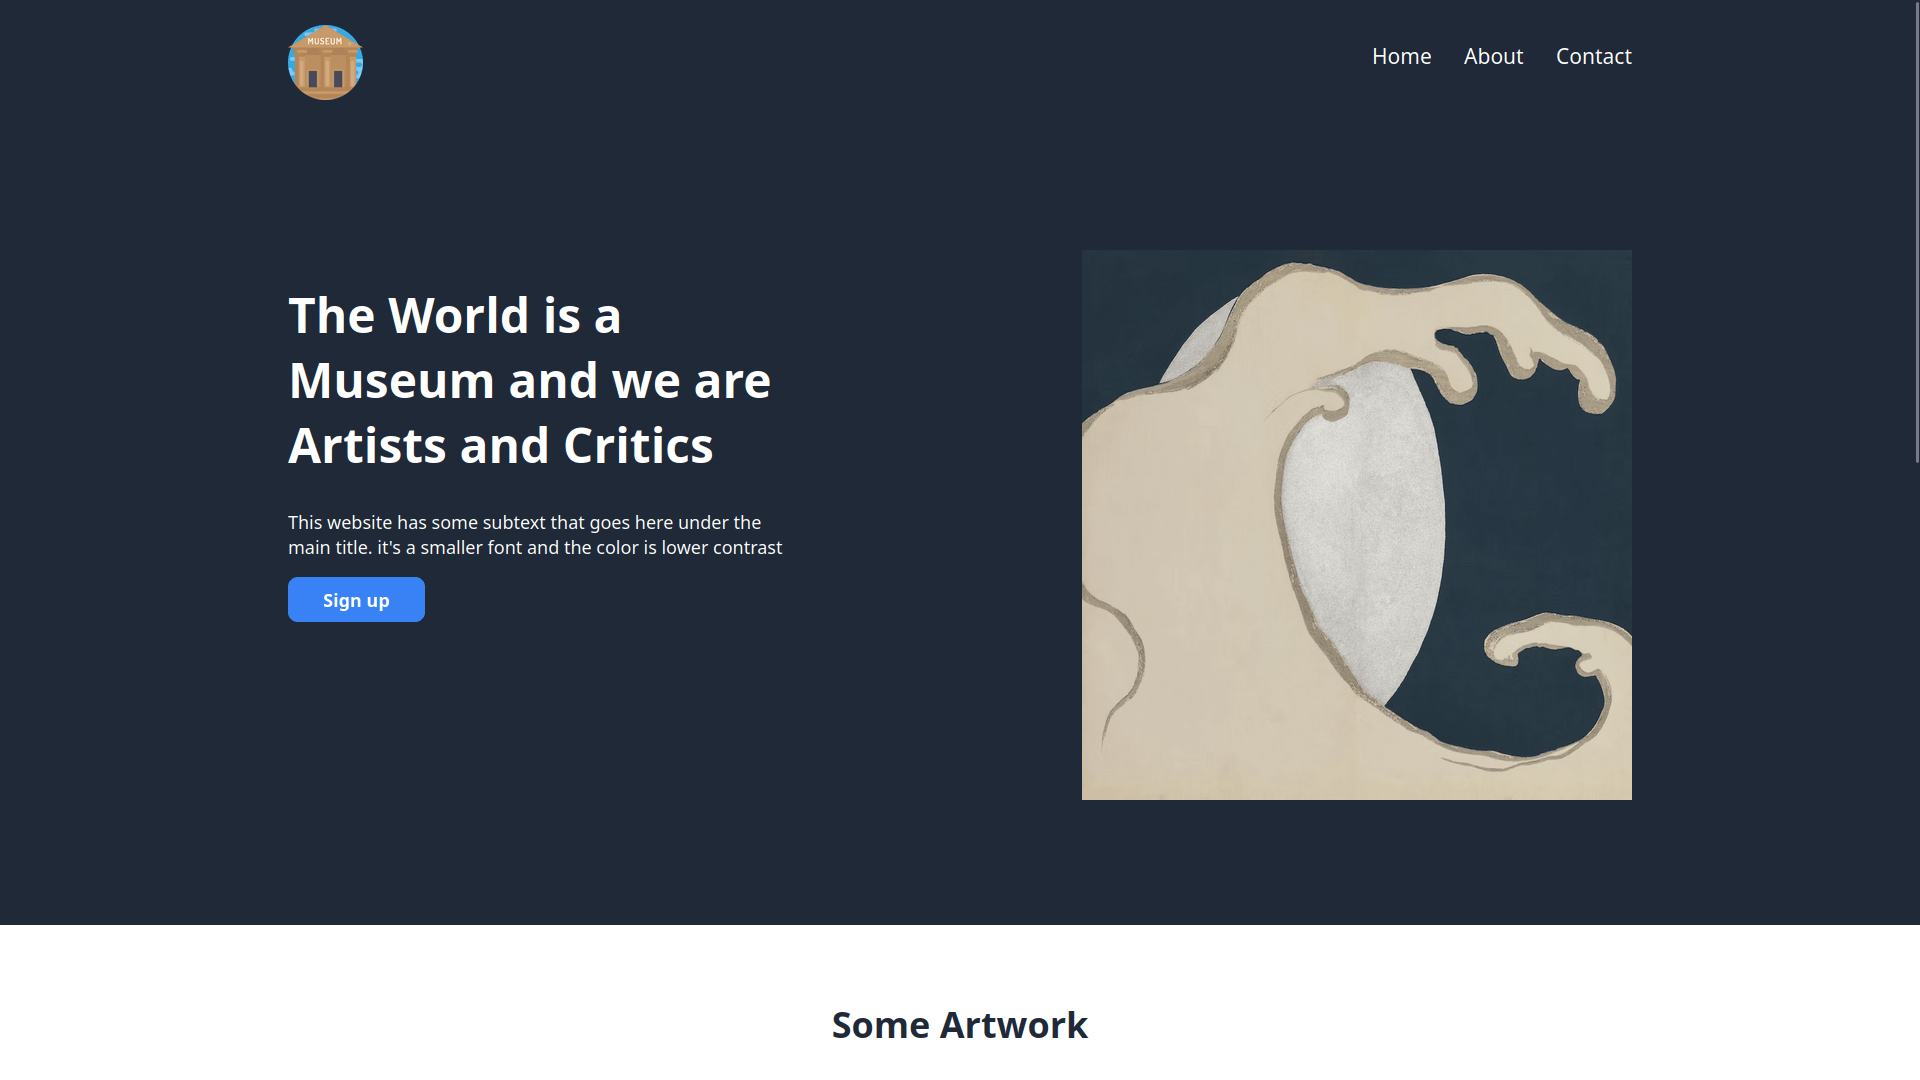 MUSEUM
Home
About
Contact
The World is a
Museum and we are
Artists and Critics
This website has some subtext that goes here under the
main title. it's a smaller font and the color is lower contrast
Sign up
Some Artwork